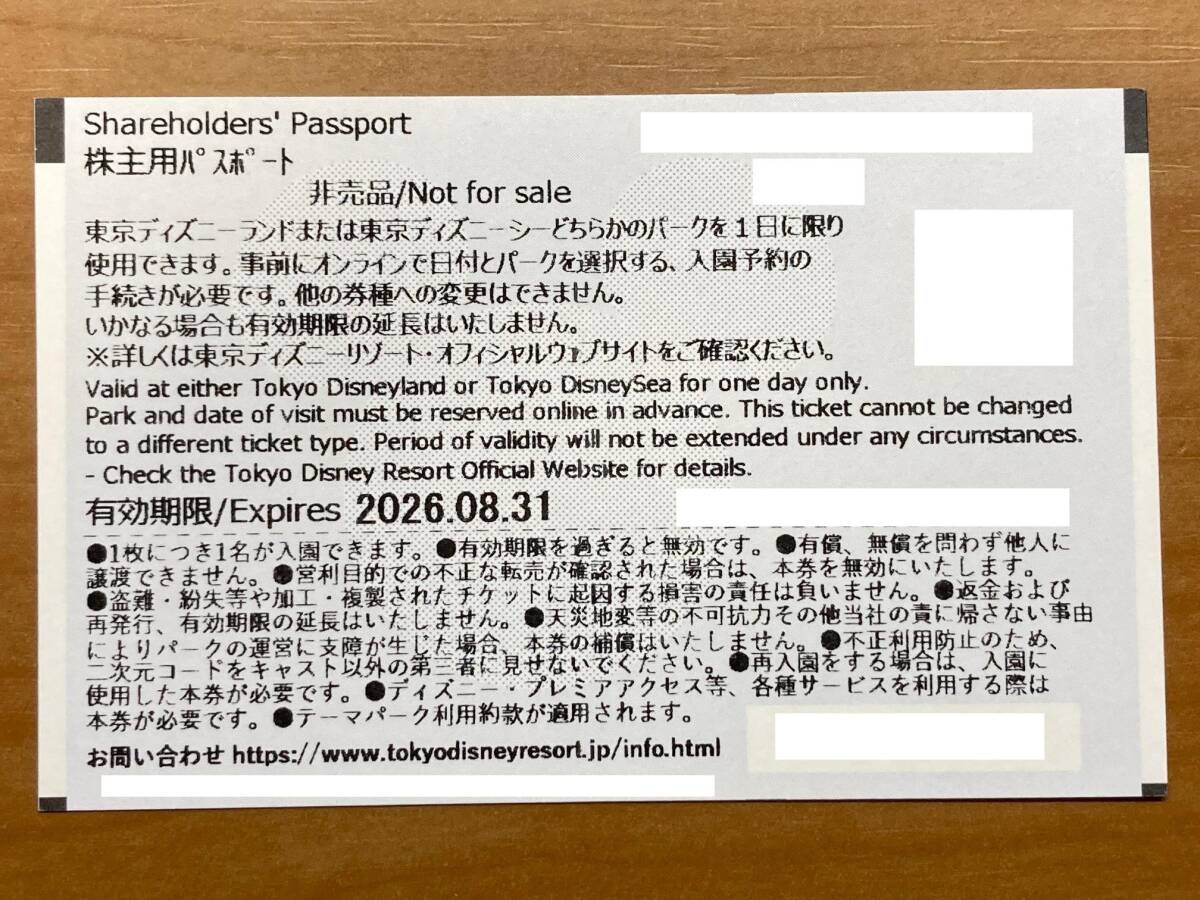 Shareholders' Passport
株主用パスポート
非売品/Not for sale
東京ディズニーランドまたは東京ディズニーシーどちらかのパークを1日に限り
使用できます。事前にオンラインで日付とパークを選択する、入園予約の
手続きが必要です。他の券種への変更はできません。
いかなる場合も有効期限の延長はいたしません。
※詳しくは東京ディズニーリゾート・オフィシャルウェブサイトをご確認ください。
Valid at either Tokyo Disneyland or Tokyo DisneySea for one day only.
Park and date of visit must be reserved online in advance. This ticket cannot be changed
to a different ticket type. Period of validity will not be extended under any circumstances.
- Check the Tokyo Disney Resort Official Website for details.
有効期限/Expires 2026.08.31
●1枚につき1名が入園できます。●有効期限を過ぎると無効です。●有償、無償を問わず他人に
譲渡できません。●営利目的での不正な転売が確認された場合は、本券を無効にいたします。
●盗難・紛失等や加工・複製されたチケットに起因する損害の責任は負いません。●返金および
再発行、有効期限の延長はいたしません。●天災地変等の不可抗力その他当社の責に帰さない事由
によりパークの運営に支障が生じた場合、本券の補償はいたしません。●不正利用防止のため、
二次元コードをキャスト以外の第三者に見せないでください。●再入園をする場合は、入園に
使用した本券が必要です。●ディズニー・プレミアアクセス等、各種サービスを利用する際は
本券が必要です。●テーマパーク利用約款が適用されます。
お問い合わせ https://www.tokyodisneyresort.jp/info.html